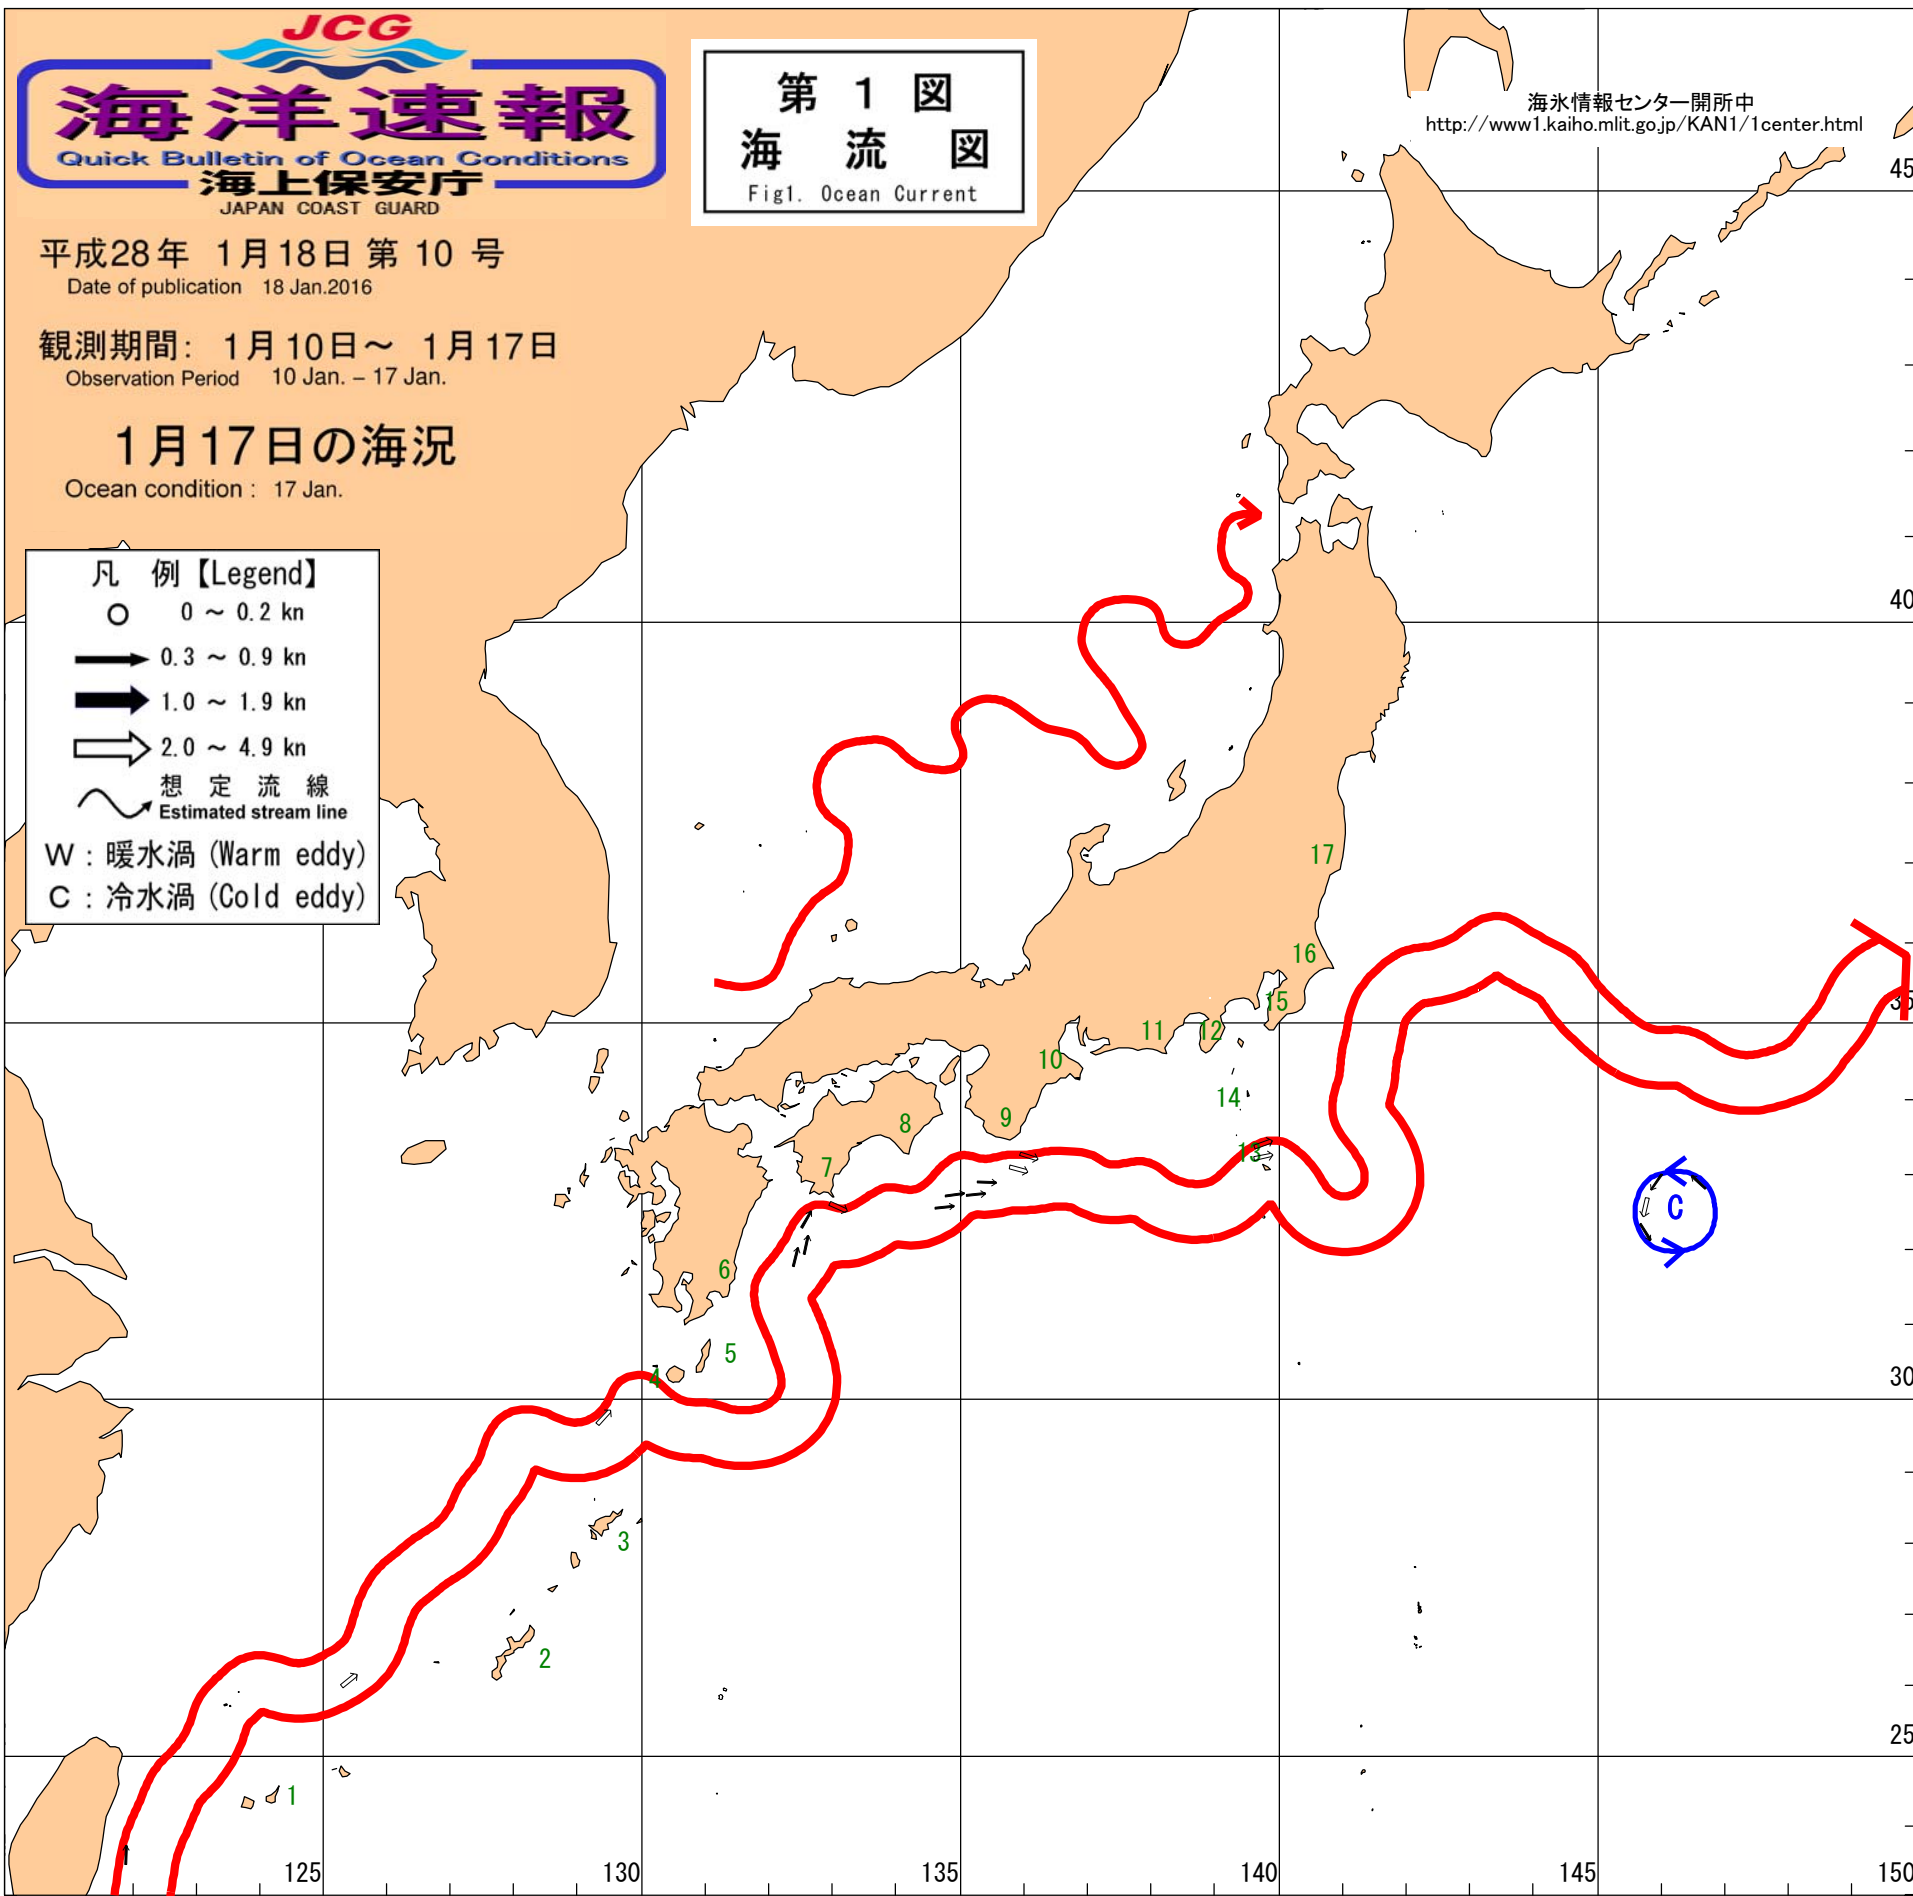 JCG
海洋速報
Quick Bulletin of Ocean Conditions
海上保安庁
JAPAN COAST GUARD
第 1 図
海 流 図
Fig1. Ocean Current
海氷情報センター開所中
http://www1.kaiho.mlit.go.jp/KAN1/1center.html
平成28年 1月18日 第 10 号
Date of publication 18 Jan.2016
観測期間: 1月10日～ 1月17日
Observation Period 10 Jan. – 17 Jan.
1月17日の海況
Ocean condition : 17 Jan.
凡 例【Legend】
0 ～ 0.2 kn
0.3 ～ 0.9 kn
1.0 ～ 1.9 kn
2.0 ～ 4.9 kn
想 定 流 線
Estimated stream line
W : 暖水渦 (Warm eddy)
C : 冷水渦 (Cold eddy)
45
40
17
16
35
15
11
12
10
14
9
8
13
7
C
6
5
4
30
3
2
25
1
125
130
135
140
145
150